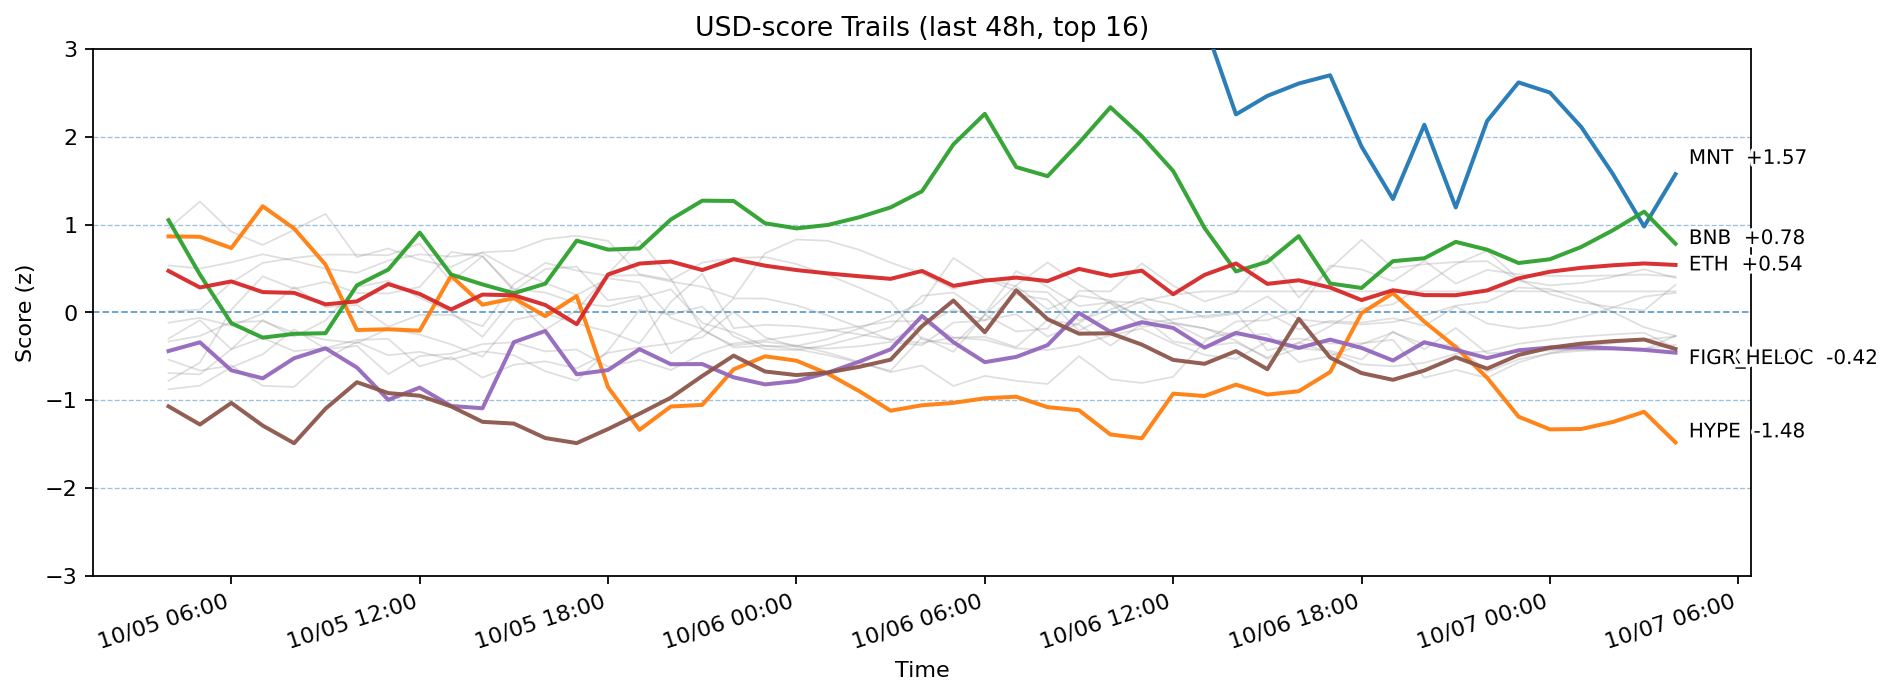 USD-score Trails (last 48h, top 16)
Score (z)
3
2
1
0
−1
−2
−3
MNT +1.57
BNB +0.78
ETH +0.54
FIGR_HELOC -0.42
HYPE -1.48
10/05 06:00
10/05 12:00
10/05 18:00
10/06 00:00
10/06 06:00
10/06 12:00
10/06 18:00
10/07 00:00
10/07 06:00
Time